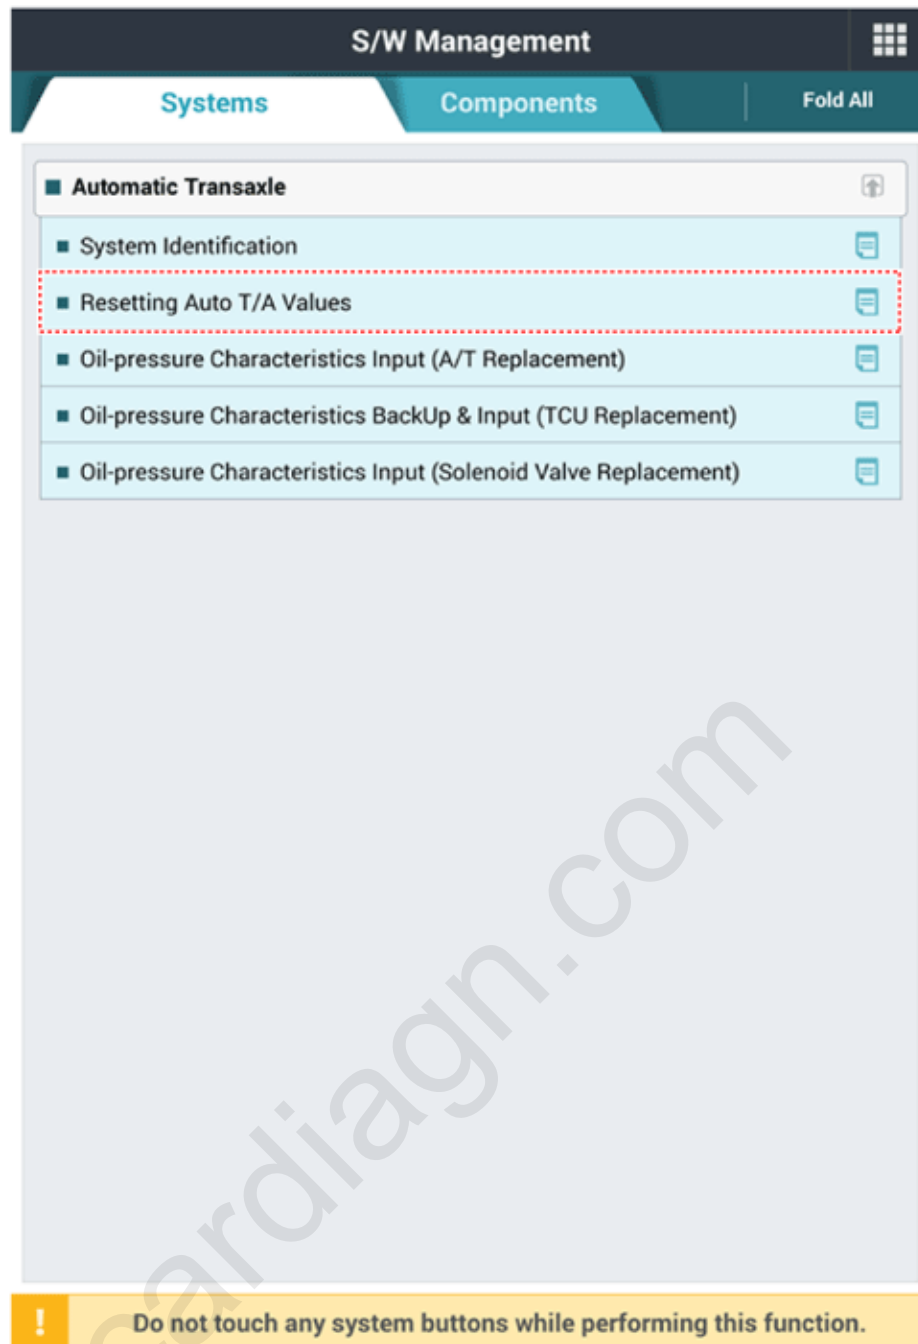 S/W Management
Systems
Components
Fold All
Automatic Transaxle
System Identification
Resetting Auto T/A Values
Oil-pressure Characteristics Input (A/T Replacement)
Oil-pressure Characteristics BackUp & Input (TCU Replacement)
Oil-pressure Characteristics Input (Solenoid Valve Replacement)
cardiagn.com
! Do not touch any system buttons while performing this function.